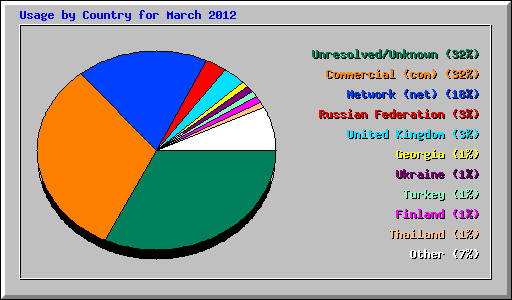 Usage by Country for March 2012
Unresolved/Unknown (32%)
Commercial (com) (32%)
Network (net) (18%)
Russian Federation (3%)
United Kingdom (3%)
Georgia (1%)
Ukraine (1%)
Turkey (1%)
Finland (1%)
Thailand (1%)
Other (7%)